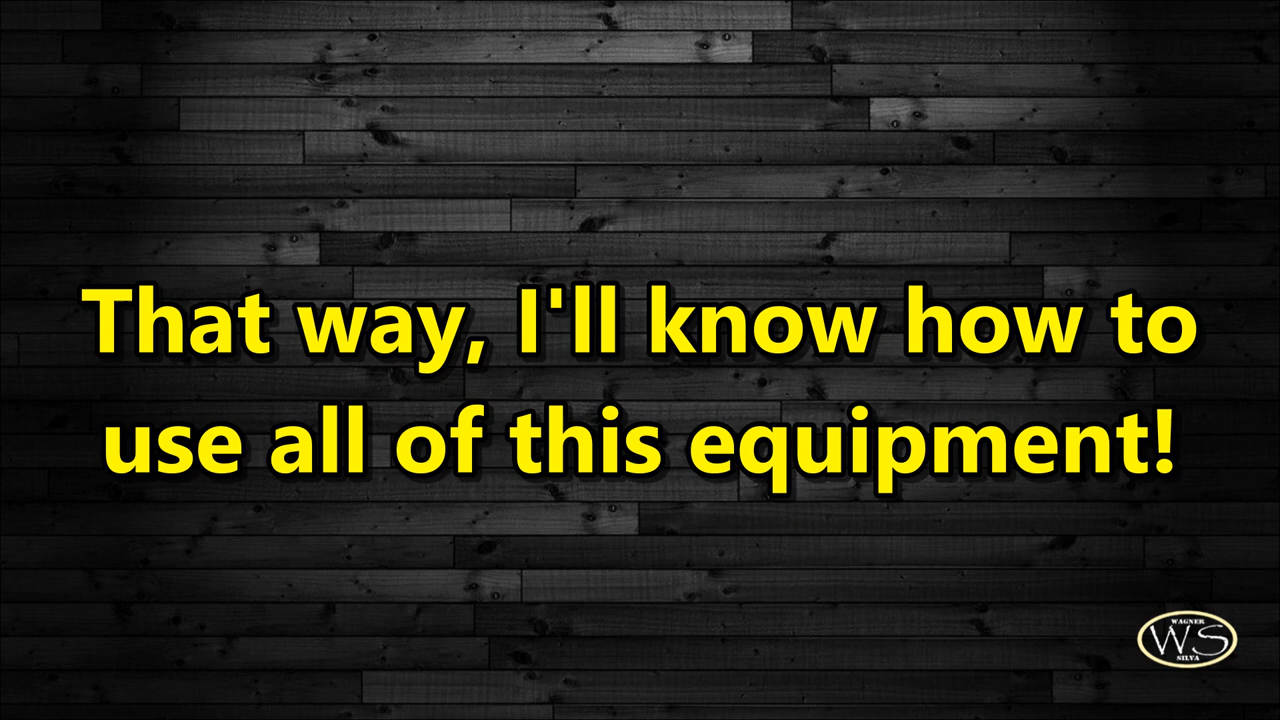 That way, I'll know how to
use all of this equipment!
WAGNER
WS
SILVA